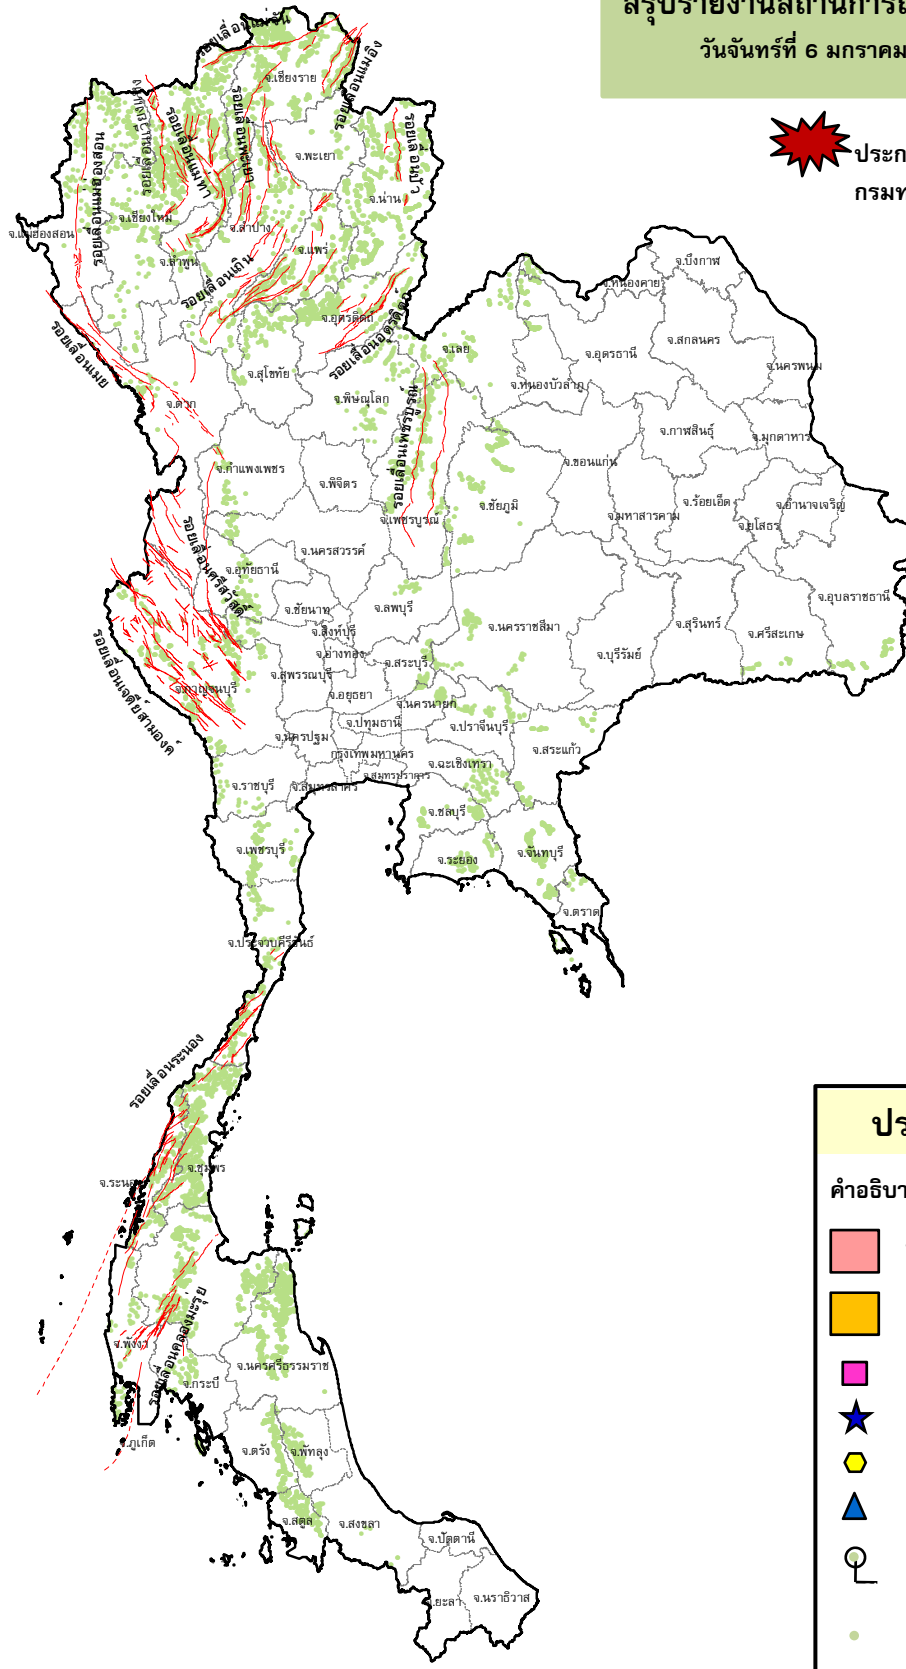 สรุปรายงานสถานการณ์
วันจันทร์ที่ 6 มกราคม
ประก
กรมท
รอยเลื่อนแม่จัน
จ.เชียงราย
รอยเลื่อนแม่อิง
รอยเลื่อนแม่ทา
รอยเลื่อนพะเยา
รอยเลื่อนปัว
จ.พะเยา
จ.น่าน
รอยเลื่อนแม่ฮ่องสอน
จ.แม่ฮ่องสอน
จ.เชียงใหม่
จ.ลำปาง
จ.ลำพูน
จ.แพร่
รอยเลื่อนเถิน
จ.อุตรดิตถ์
รอยเลื่อนอุตรดิตถ์
รอยเลื่อนเมย
จ.สุโขทัย
จ.ตาก
จ.พิษณุโลก
จ.เลย
จ.บึงกาฬ
จ.หนองคาย
จ.อุดรธานี
จ.สกลนคร
จ.นครพนม
จ.หนองบัวลำภู
รอยเลื่อนเพชรบูรณ์
จ.กำแพงเพชร
จ.พิจิตร
จ.เพชรบูรณ์
จ.ขอนแก่น
จ.กาฬสินธุ์
จ.มุกดาหาร
จ.ชัยภูมิ
จ.มหาสารคาม
จ.ร้อยเอ็ด
จ.ยโสธร
จ.อำนาจเจริญ
รอยเลื่อนศรีสวัสดิ์
จ.นครสวรรค์
จ.อุทัยธานี
จ.ชัยนาท
จ.ลพบุรี
จ.สิงห์บุรี
จ.อ่างทอง
จ.นครราชสีมา
จ.บุรีรัมย์
จ.สุรินทร์
จ.ศรีสะเกษ
จ.อุบลราชธานี
รอยเลื่อนเจดีย์สามองค์
จ.กาญจนบุรี
จ.สุพรรณบุรี
จ.สระบุรี
จ.อยุธยา
จ.นครนายก
จ.ปทุมธานี
จ.ปราจีนบุรี
จ.สระแก้ว
จ.นครปฐม
กรุงเทพมหานคร
จ.ฉะเชิงเทรา
จ.สมุทรปราการ
จ.ราชบุรี
จ.สมุทรสาคร
จ.ชลบุรี
จ.เพชรบุรี
จ.ระยอง
จ.จันทบุรี
จ.ตราด
จ.ประจวบคีรีขันธ์
รอยเลื่อนระนอง
จ.ชุมพร
จ.ระนอง
รอยเลื่อนคลองมะรุ่ย
จ.พังงา
จ.นครศรีธรรมราช
จ.กระบี่
จ.ภูเก็ต
จ.ตรัง
จ.พัทลุง
จ.สตูล
จ.สงขลา
จ.ปัตตานี
จ.ยะลา
จ.นราธิวาส
ปร
คำอธิบา